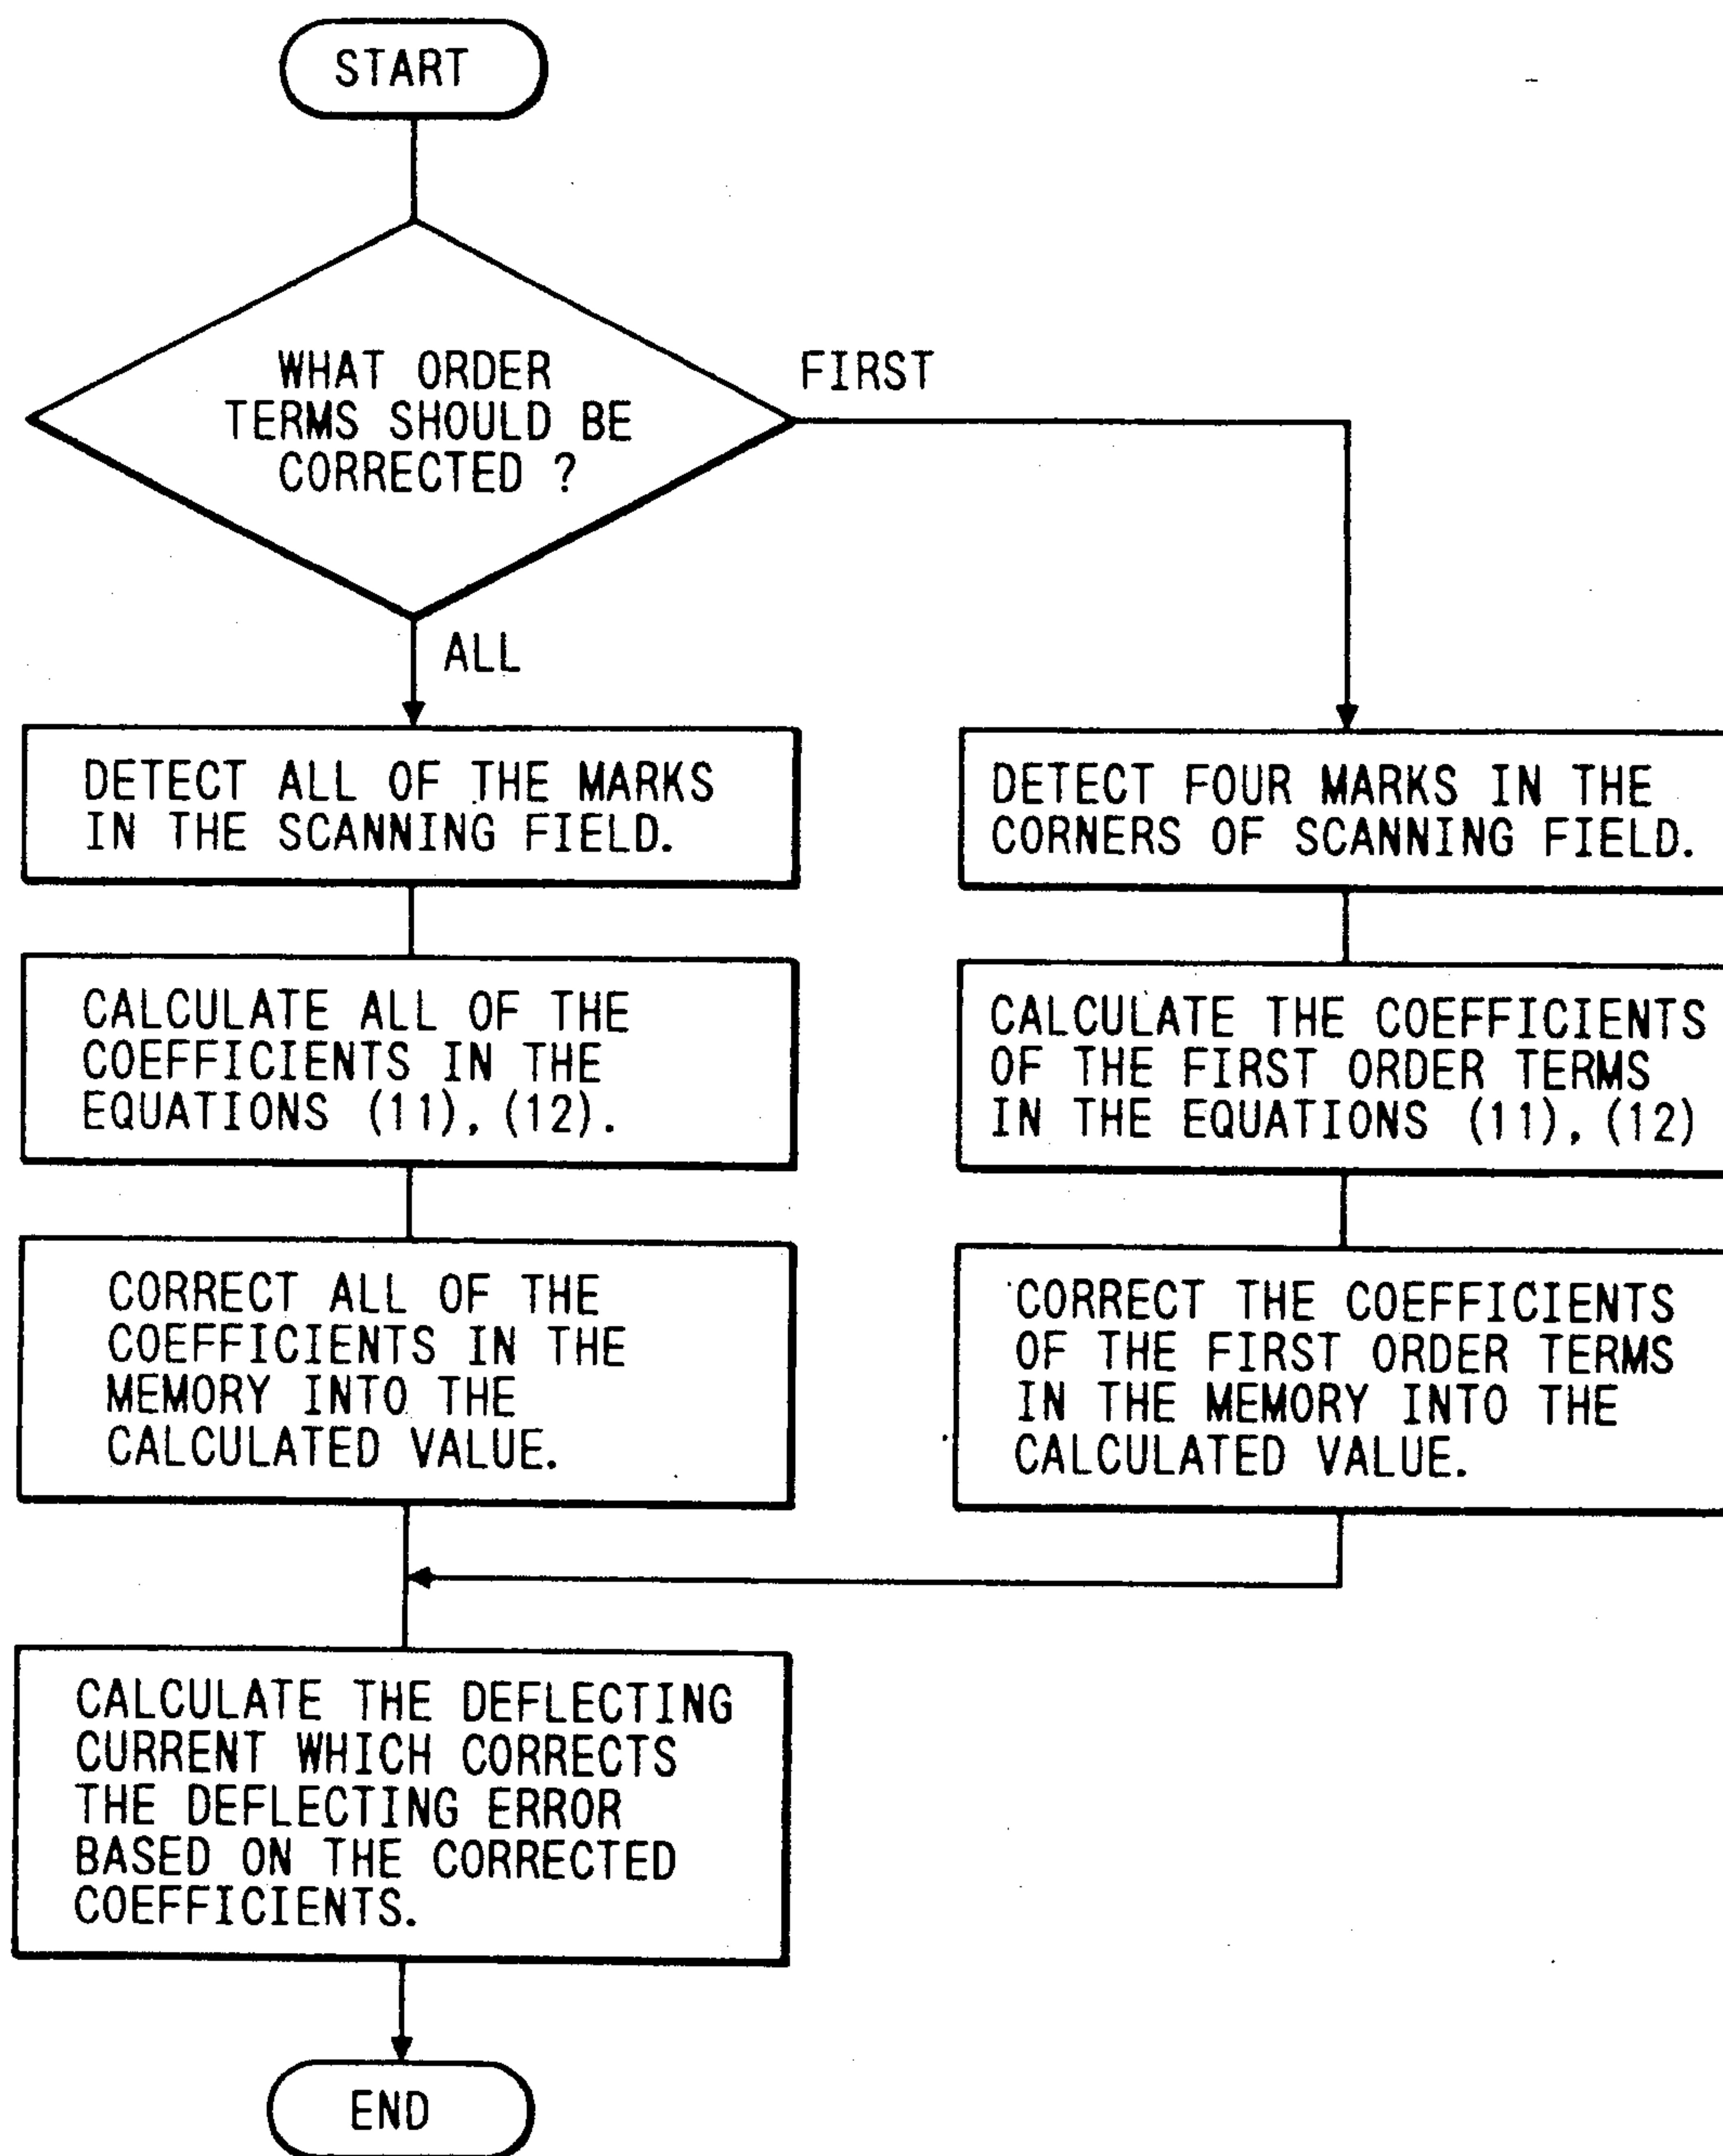 START
WHAT ORDER
TERMS SHOULD BE
CORRECTED ?
FIRST
ALL
DETECT ALL OF THE MARKS
IN THE SCANNING FIELD.
DETECT FOUR MARKS IN THE
CORNERS OF SCANNING FIELD.
CALCULATE ALL OF THE
COEFFICIENTS IN THE
EQUATIONS (11), (12).
CALCULATE THE COEFFICIENTS
OF THE FIRST ORDER TERMS
IN THE EQUATIONS (11), (12)
CORRECT ALL OF THE
COEFFICIENTS IN THE
MEMORY INTO THE
CALCULATED VALUE.
CORRECT THE COEFFICIENTS
OF THE FIRST ORDER TERMS
IN THE MEMORY INTO THE
CALCULATED VALUE.
CALCULATE THE DEFLECTING
CURRENT WHICH CORRECTS
THE DEFLECTING ERROR
BASED ON THE CORRECTED
COEFFICIENTS.
END